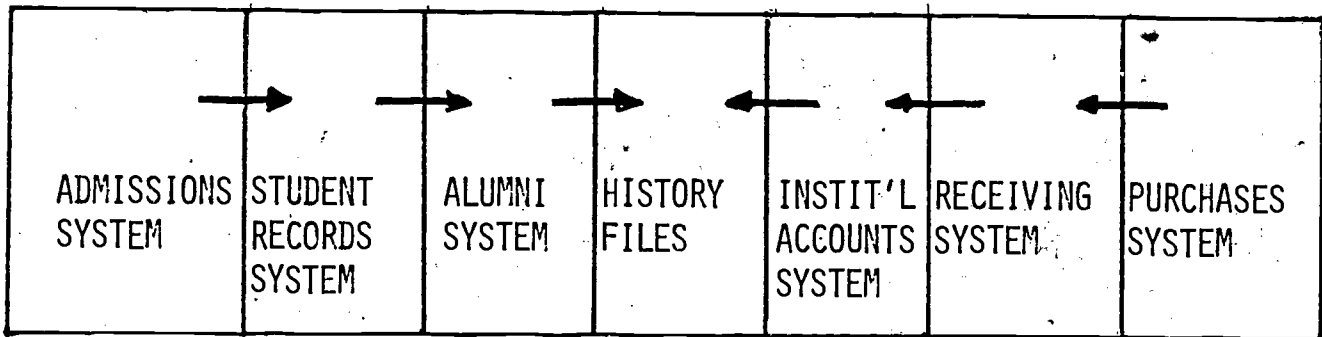 ADMISSIONS
SYSTEM
STUDENT
RECORDS
SYSTEM
ALUMNI
SYSTEM
HISTORY
FILES
INSTIT'L
ACCOUNTS
SYSTEM
RECEIVING
SYSTEM
PURCHASES
SYSTEM